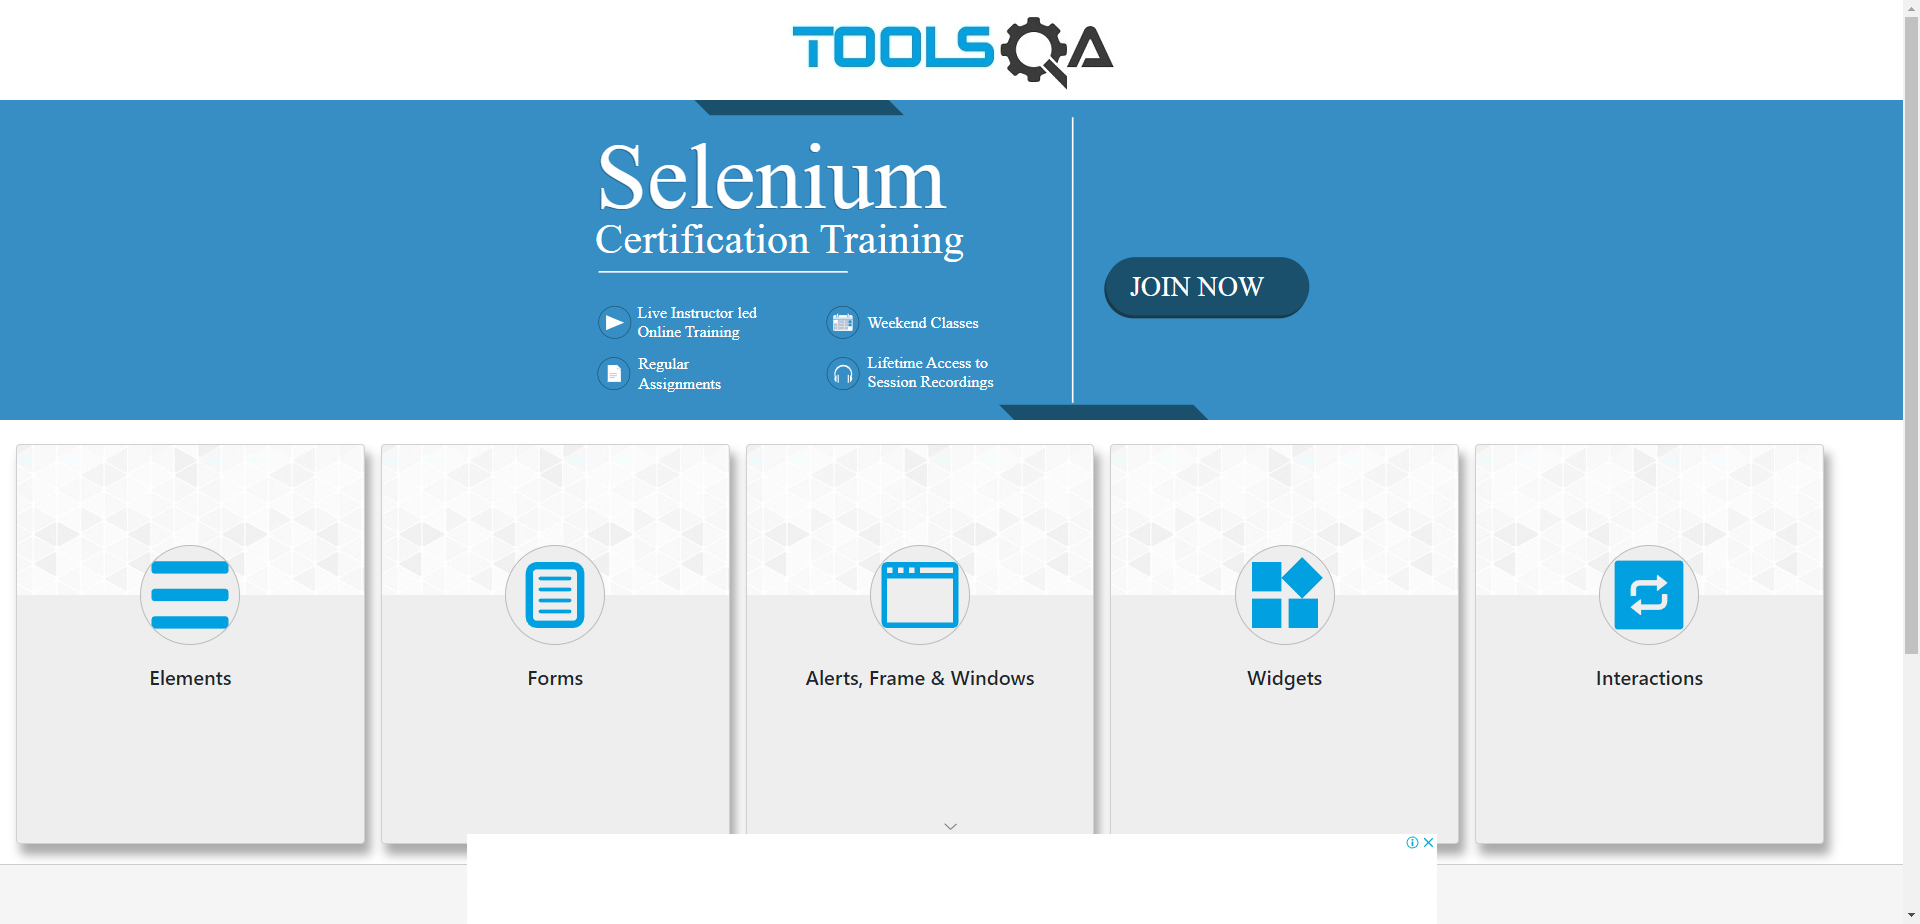 TOOLSQA
Selenium
Certification Training
JOIN NOW
Live Instructor led
Online Training
Weekend Classes
Regular
Assignments
Lifetime Access to
Session Recordings
Elements
Forms
Alerts, Frame & Windows
Widgets
Interactions